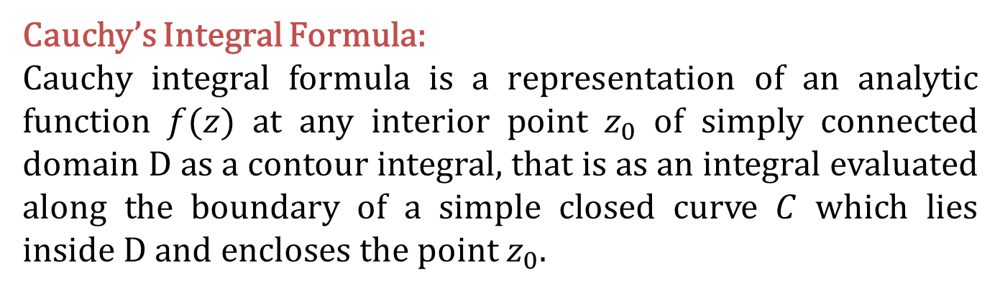 Cauchy’s Integral Formula:
Cauchy integral formula is a representation of an analytic
function f(z) at any interior point z₀ of simply connected
domain D as a contour integral, that is as an integral evaluated
along the boundary of a simple closed curve C which lies
inside D and encloses the point z₀.